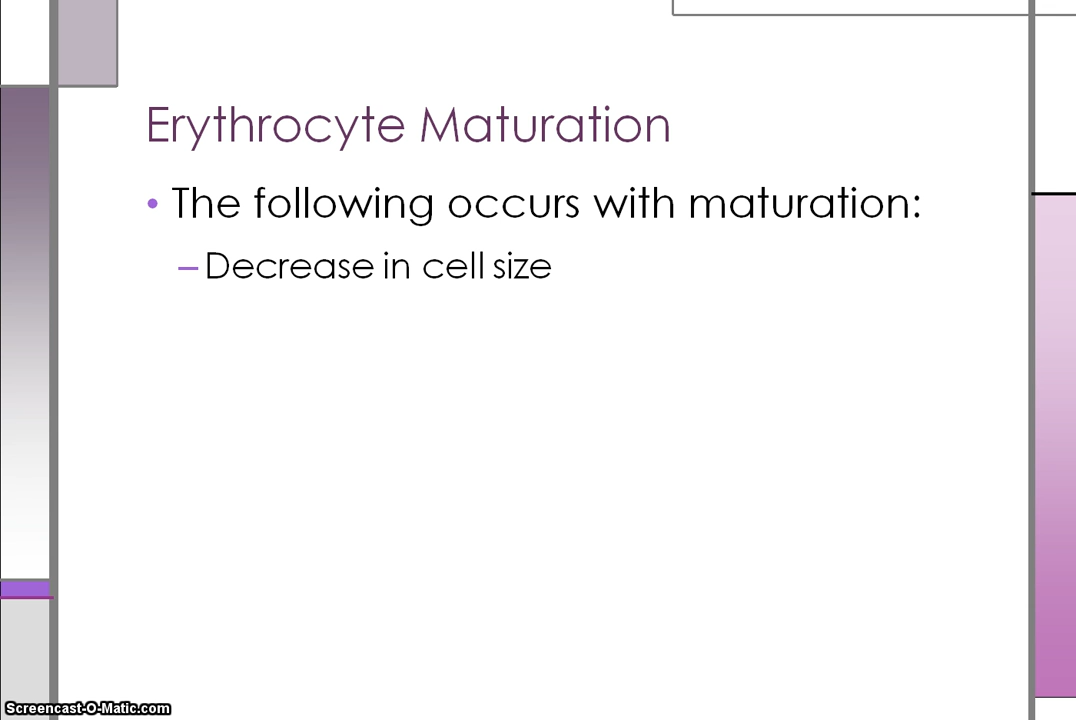 Erythrocyte Maturation
• The following occurs with maturation:
– Decrease in cell size
Screencast-O-Matic.com